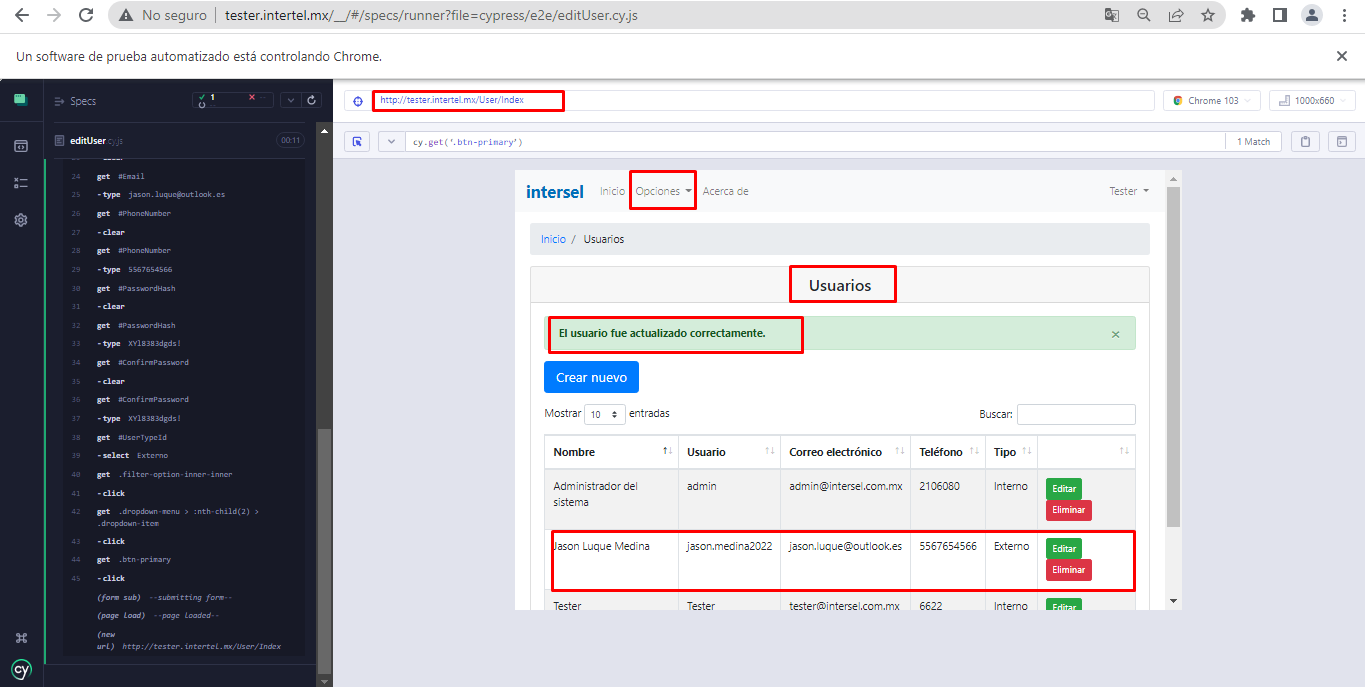 No seguro
tester.intertel.mx/__/#/specs/runner?file=cypress/e2e/editUser.cy.js
Un software de prueba automatizado está controlando Chrome.
Specs
1
editUser.cy.js
00:11
24 get #Email
25 -type jason.luque@outlook.es
26 get #PhoneNumber
27 -clear
28 get #PhoneNumber
29 -type 5567654566
30 get #PasswordHash
31 -clear
32 get #PasswordHash
33 -type XYl8383dgds!
34 get #ConfirmPassword
35 -clear
36 get #ConfirmPassword
37 -type XYl8383dgds!
38 get #UserTypeId
39 -select Externo
40 get .filter-option-inner-inner
41 -click
42 get .dropdown-menu > :nth-child(2) >
.dropdown-item
43 -click
44 get .btn-primary
45 -click
(form sub) --submitting form--
(page load) --page loaded--
(new
url) http://tester.intertel.mx/User/Index
cy
http://tester.intertel.mx/User/Index
Chrome 103
1000x660
cy.get('.btn-primary')
1 Match
intersel
Inicio
Opciones
Acerca de
Tester
Inicio / Usuarios
Usuarios
El usuario fue actualizado correctamente.
×
Crear nuevo
Mostrar 10 entradas
Buscar:
Nombre Usuario Correo electrónico Teléfono Tipo
Administrador del sistema admin admin@intersel.com.mx 2106080 Interno Editar
Eliminar
Jason Luque Medina jason.medina2022 jason.luque@outlook.es 5567654566 Externo Editar
Eliminar
Tester Tester tester@intersel.com.mx 6622 Interno Editar